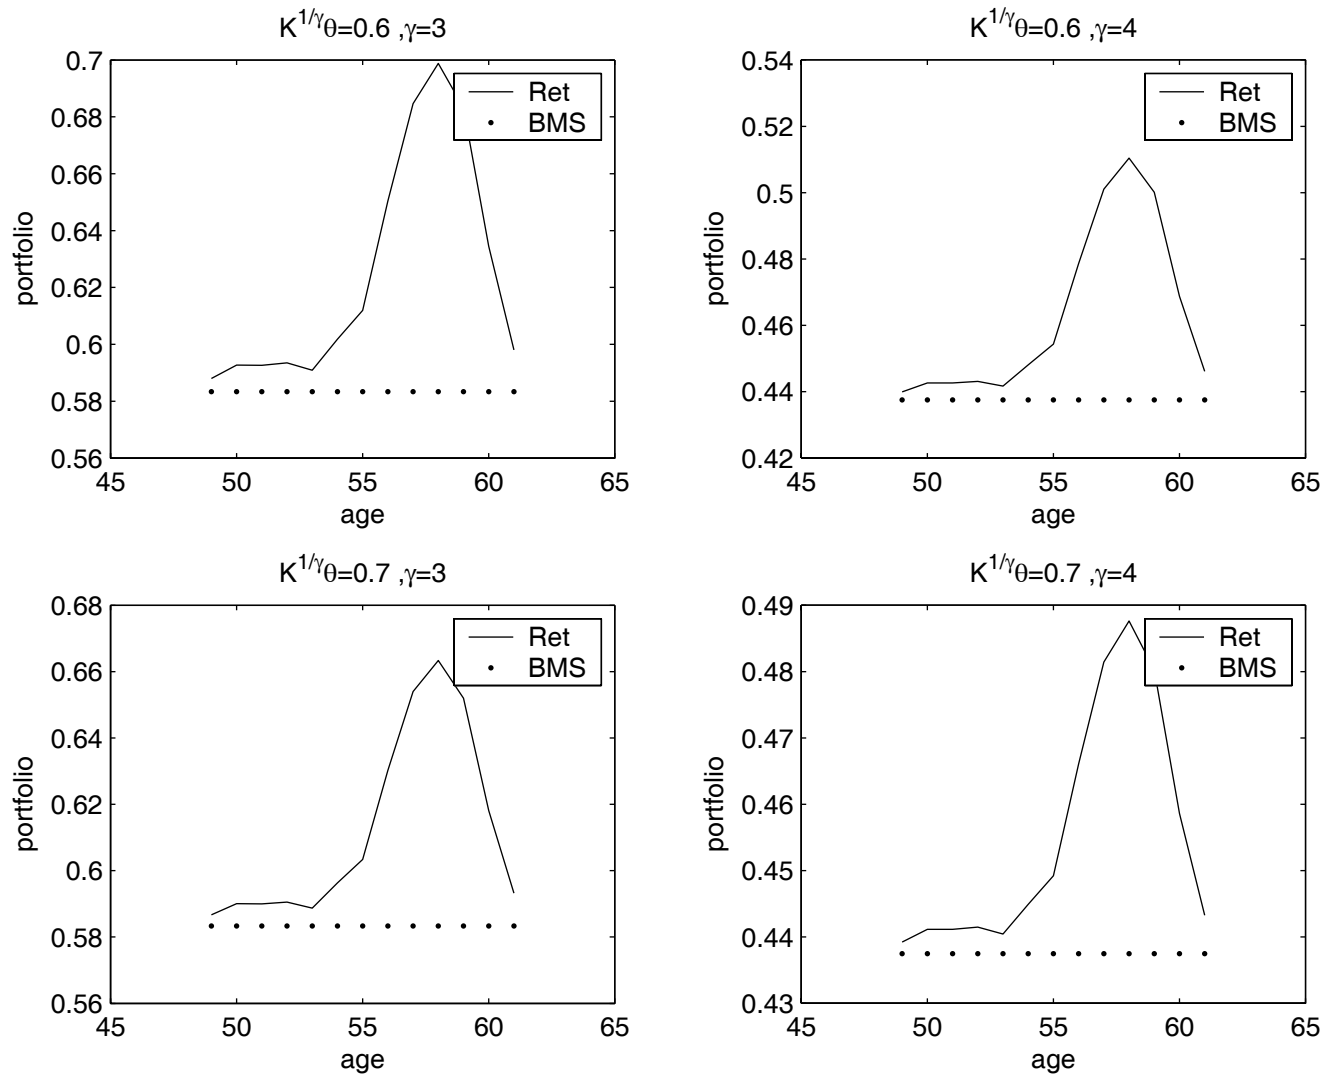 K^{1/γ}θ=0.6 ,γ=3
0.7
0.68
0.66
0.64
0.62
0.6
0.58
0.56
portfolio
45 50 55 60 65
age
Ret
BMS
K^{1/γ}θ=0.6 ,γ=4
0.54
0.52
0.5
0.48
0.46
0.44
0.42
portfolio
45 50 55 60 65
age
Ret
BMS
K^{1/γ}θ=0.7 ,γ=3
0.68
0.66
0.64
0.62
0.6
0.58
0.56
portfolio
45 50 55 60 65
age
Ret
BMS
K^{1/γ}θ=0.7 ,γ=4
0.49
0.48
0.47
0.46
0.45
0.44
0.43
portfolio
45 50 55 60 65
age
Ret
BMS